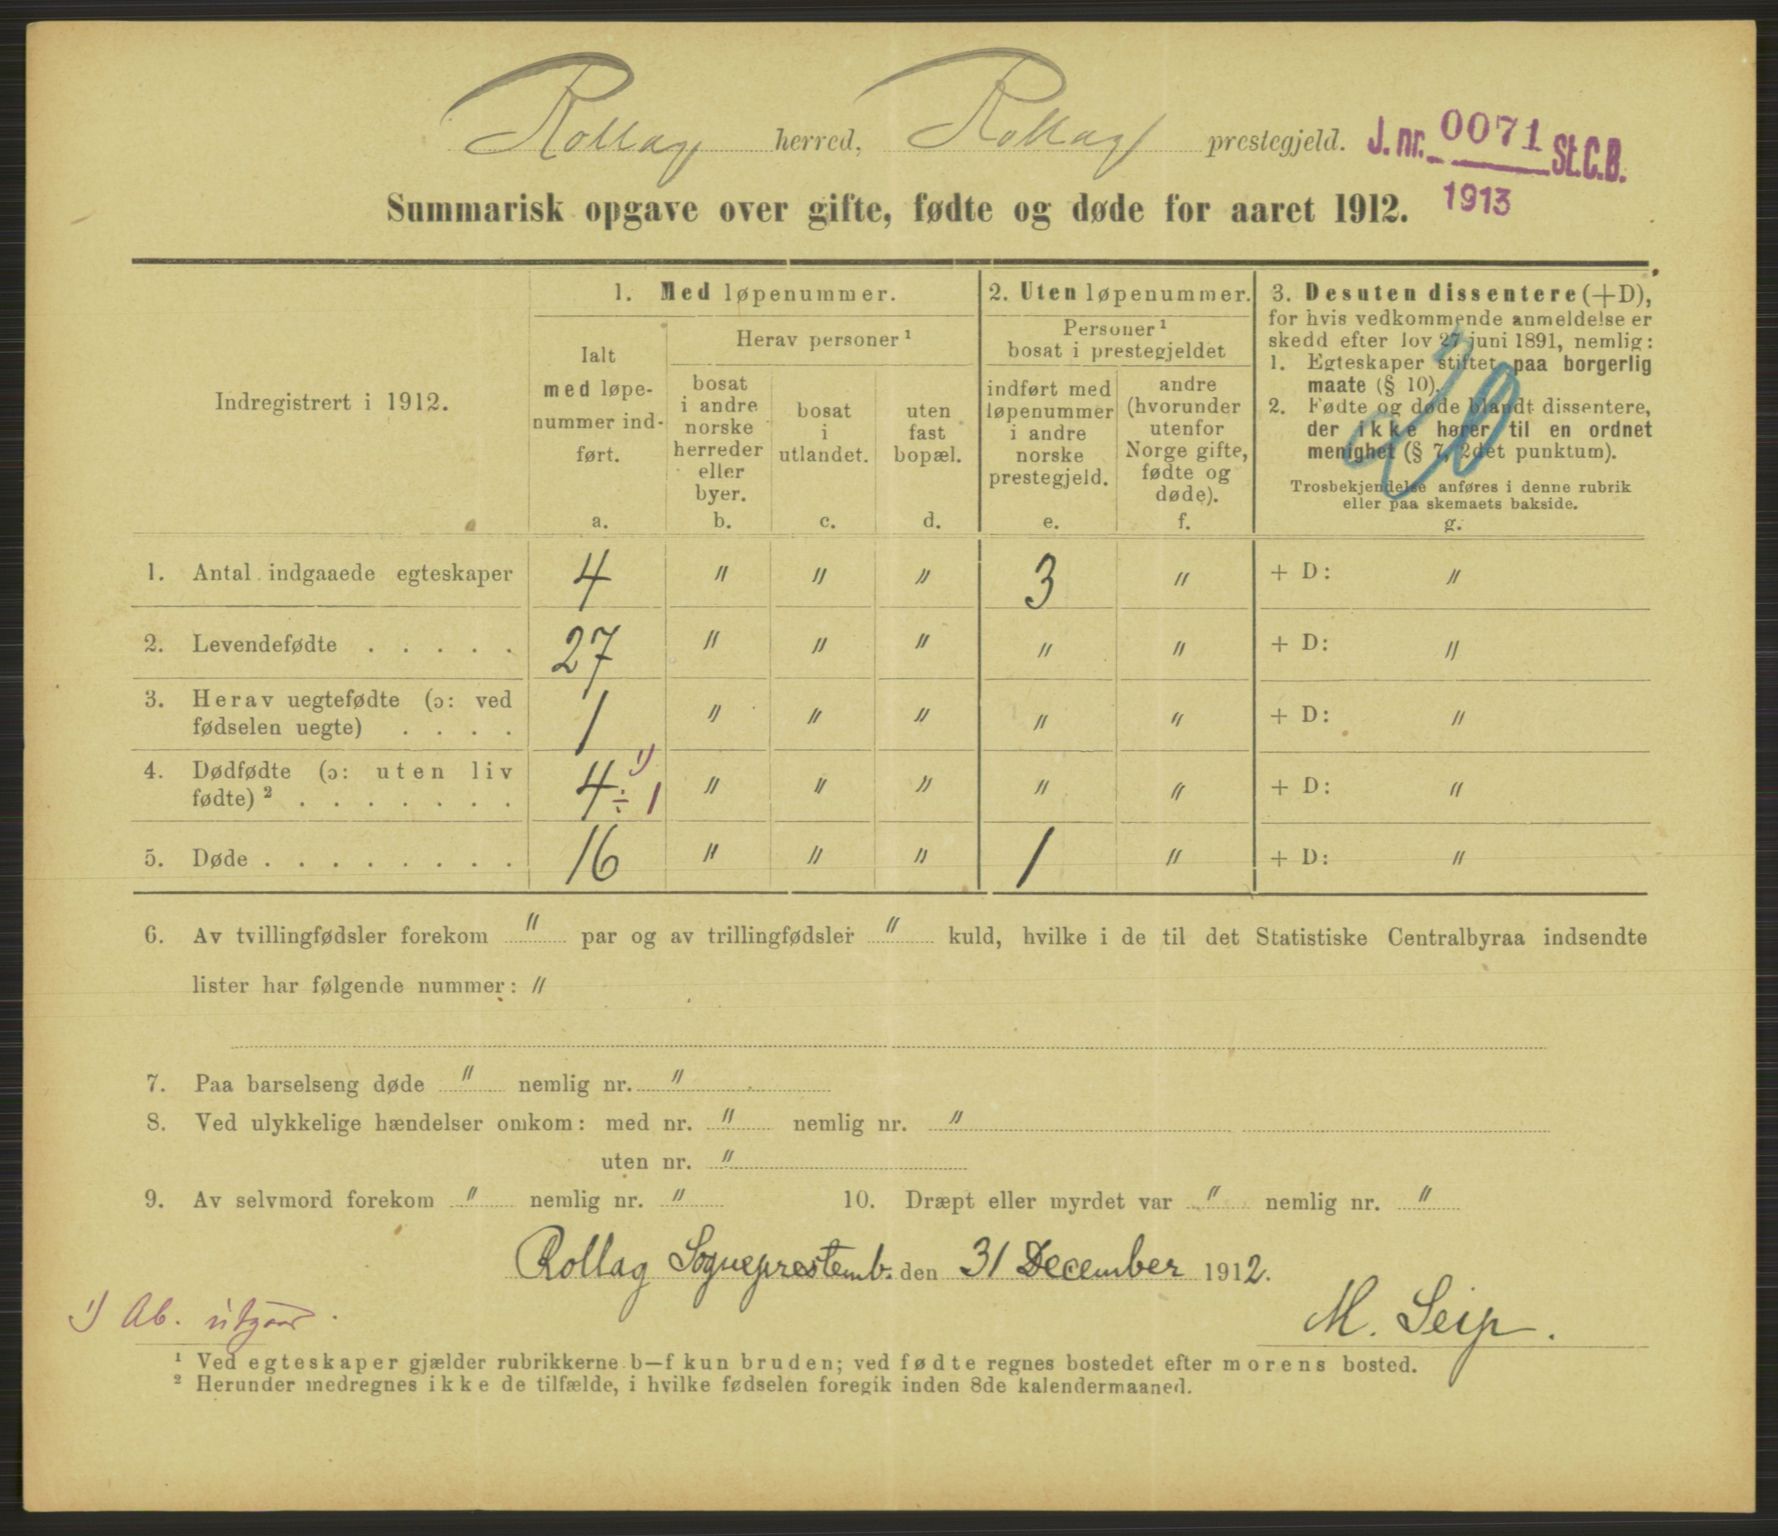 Rollag herred, Rollag prestegjeld. J. nr. 0071 St.C.B.
1913
Summarisk opgave over gifte, fødte og døde for aaret 1912.
Indregistrert i 1912.
1. Med løpenummer.
Ialt
med løpe-
nummer ind-
ført.
a.
Herav personer ¹
bosat
i andre
norske
herreder
eller
byer.
b.
bosat
i
utlandet.
c.
uten
fast
bopæl.
d.
2. Uten løpenummer.
Personer ¹
bosat i prestegjeldet
indført med
løpenummer
i andre
norske
prestegjeld.
e.
andre
(hvorunder
utenfor
Norge gifte,
fødte og
døde).
f.
3. Desuten dissentere (+D),
for hvis vedkommende anmeldelse er
skedd efter lov 27 juni 1891, nemlig:
1. Egteskaper stiftet paa borgerlig
maate (§ 10).
2. Fødte og døde blandt dissentere,
der ikke hører til en ordnet
menighet (§ 7, 2det punktum).
Trosbekjendelse anføres i denne rubrik
eller paa skemaets bakside.
g.
1. Antal indgaaede egteskaper 4 " " " 3 " + D: "
2. Levendefødte . . . . . 27 " " " " " + D: "
3. Herav uegtefødte (ɔ: ved
fødselen uegte) . . . . 1 " " " " " + D: "
4. Dødfødte (ɔ: uten liv
fødte) ² . . . . . . . 4 ÷ 1 ¹) " " " " " + D: "
5. Døde . . . . . . . . 16 " " " 1 " + D: "
6. Av tvillingfødsler forekom " par og av trillingfødsler " kuld, hvilke i de til det Statistiske Centralbyraa indsendte
lister har følgende nummer: "
7. Paa barselseng døde " nemlig nr. "
8. Ved ulykkelige hændelser omkom: med nr. " nemlig nr. "
uten nr. "
9. Av selvmord forekom " nemlig nr. " 10. Dræpt eller myrdet var " nemlig nr. "
Rollag Sogneprestemb. den 31 December 1912.
M. Seip.
¹) Ab. utgaar.
¹ Ved egteskaper gjælder rubrikkerne b—f kun bruden; ved fødte regnes bostedet efter morens bosted.
² Herunder medregnes ikke de tilfælde, i hvilke fødselen foregik inden 8de kalendermaaned.